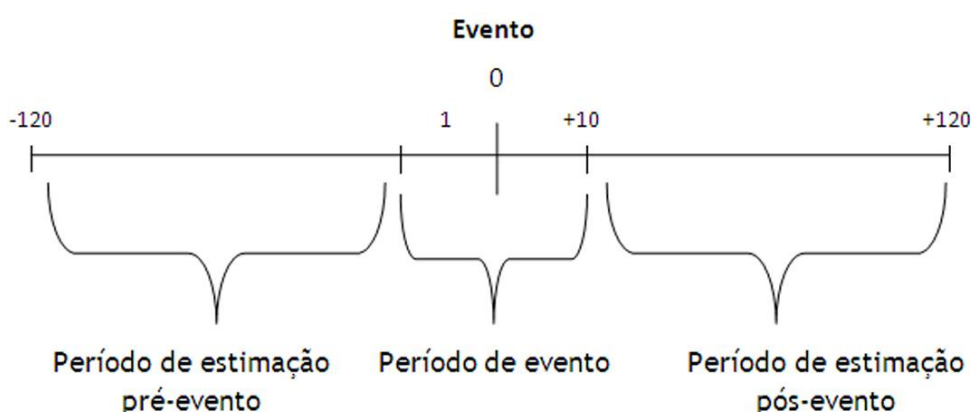 Evento
0
-120 1 +10 +120
Período de estimação Período de evento Período de estimação
pré-evento pós-evento